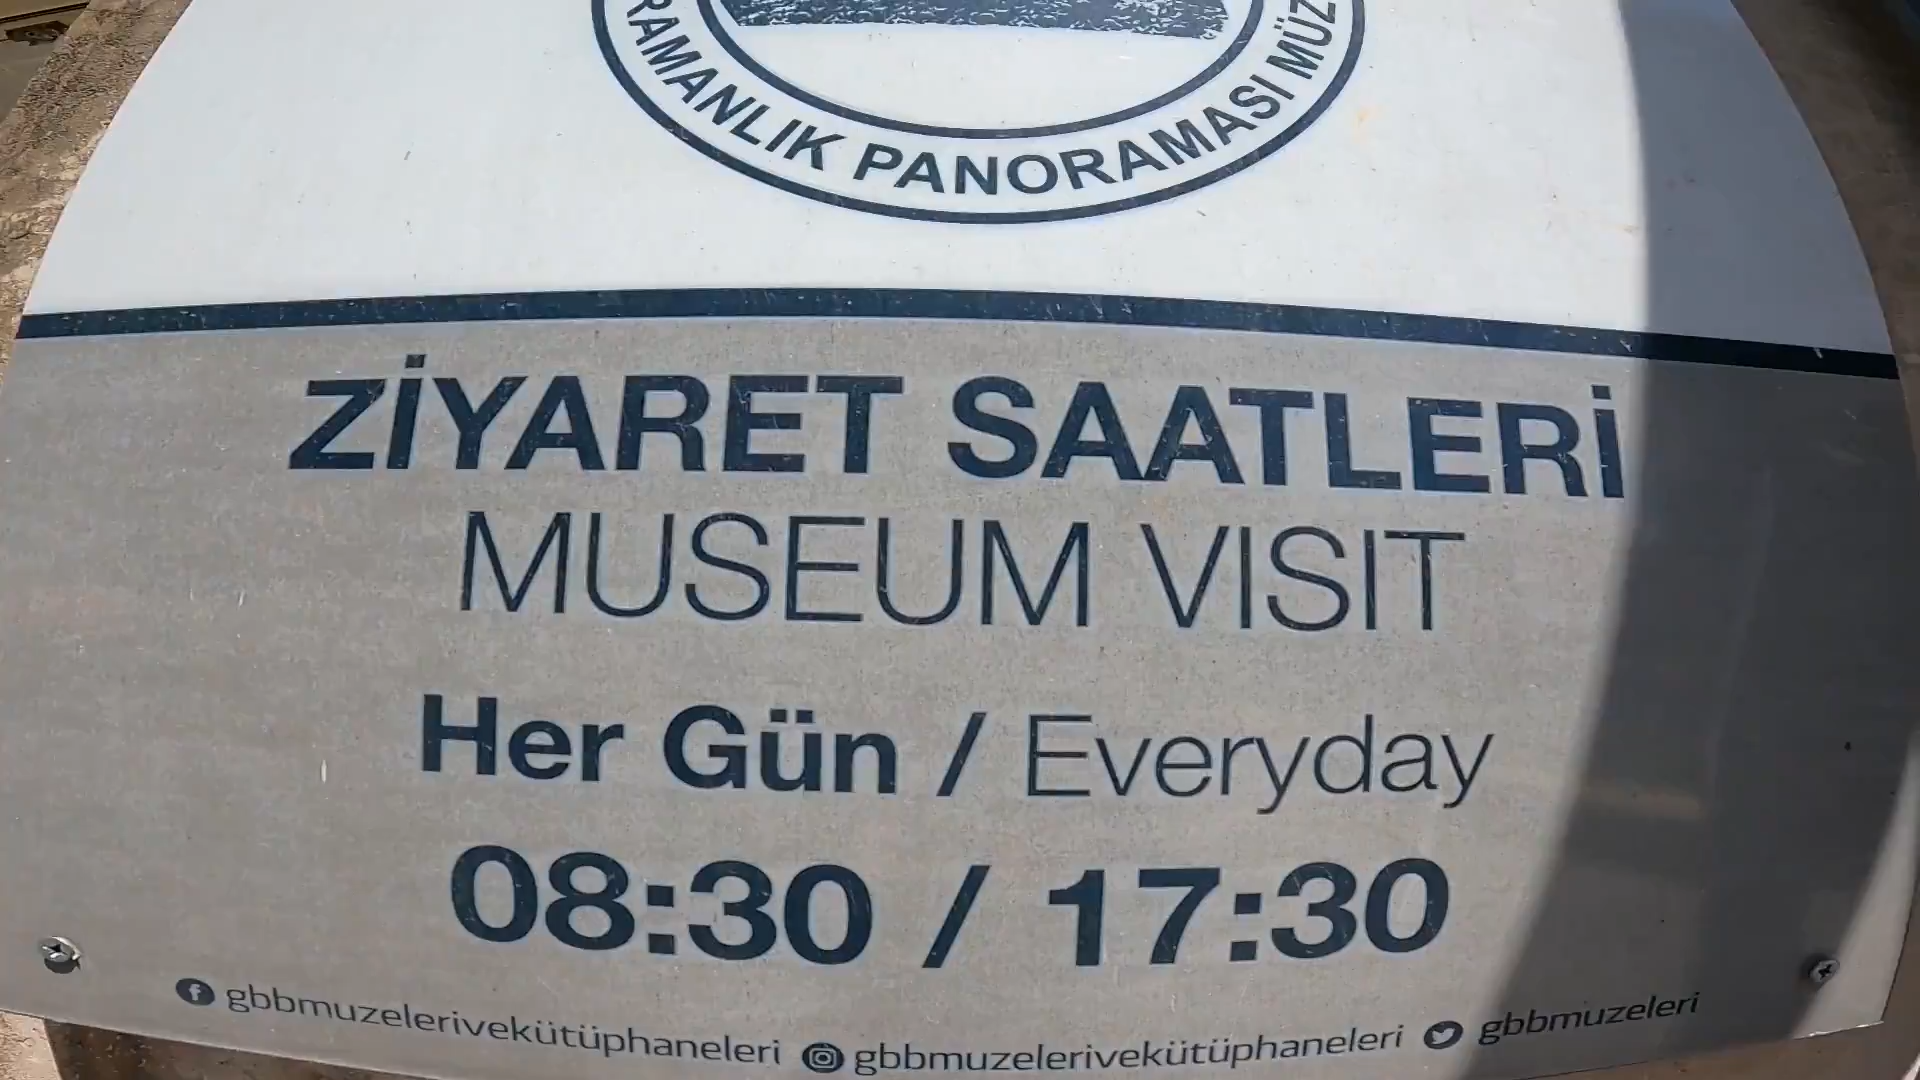 RAMANLIK PANORAMASI MÜZ
ZİYARET SAATLERİ
MUSEUM VISIT
Her Gün / Everyday
08:30 / 17:30
gbbmuzelerivekütüphaneleri gbbmuzelerivekütüphaneleri gbbmuzeleri